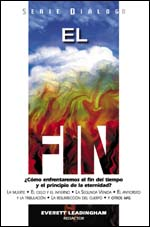 SERIE DIÁLOGO
EL
FIN
¿Cómo enfrentaremos el fin del tiempo
y el principio de la eternidad?
LA MUERTE • EL CIELO Y EL INFIERNO • LA SEGUNDA VENIDA • EL ANTICRISTO
Y LA TRIBULACIÓN • LA RESURRECCIÓN DEL CUERPO • Y OTROS MÁS
EVERETT LEADINGHAM
REDACTOR